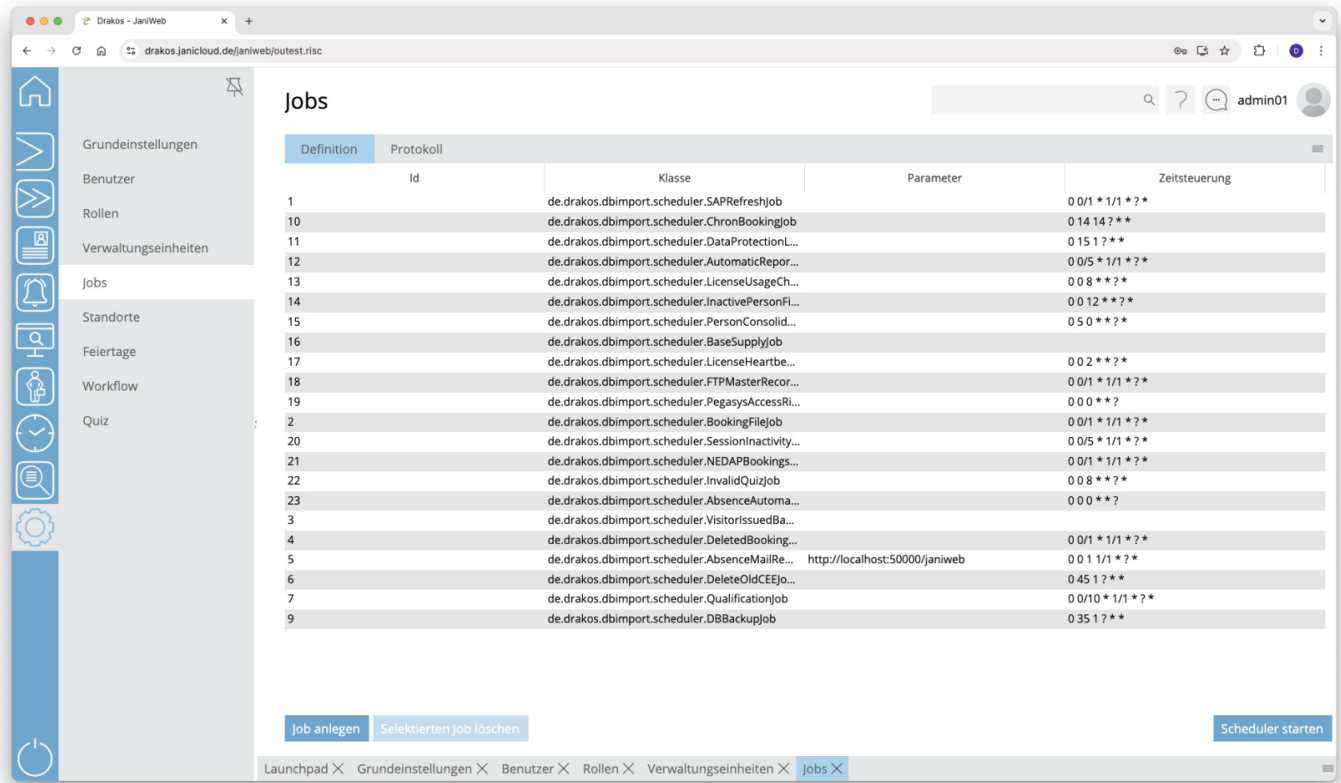 Drakos - JaniWeb
drakos.janicloud.de/janiweb/outest.risc
D
Jobs
admin01
Grundeinstellungen
Benutzer
Rollen
Verwaltungseinheiten
Jobs
Standorte
Feiertage
Workflow
Quiz
Definition Protokoll
Id Klasse Parameter Zeitsteuerung
1 de.drakos.dbimport.scheduler.SAPRefreshJob 0 0/1 * 1/1 * ? *
10 de.drakos.dbimport.scheduler.ChronBookingJob 0 14 14 ? * *
11 de.drakos.dbimport.scheduler.DataProtectionL... 0 15 1 ? * *
12 de.drakos.dbimport.scheduler.AutomaticRepor... 0 0/5 * 1/1 * ? *
13 de.drakos.dbimport.scheduler.LicenseUsageCh... 0 0 8 * * ? *
14 de.drakos.dbimport.scheduler.InactivePersonFi... 0 0 12 * * ? *
15 de.drakos.dbimport.scheduler.PersonConsolid... 0 5 0 * * ? *
16 de.drakos.dbimport.scheduler.BaseSupplyJob
17 de.drakos.dbimport.scheduler.LicenseHeartbe... 0 0 2 * * ? *
18 de.drakos.dbimport.scheduler.FTPMasterRecor... 0 0/1 * 1/1 * ? *
19 de.drakos.dbimport.scheduler.PegasysAccessRi... 0 0 0 * * ?
2 de.drakos.dbimport.scheduler.BookingFileJob 0 0/1 * 1/1 * ? *
20 de.drakos.dbimport.scheduler.SessionInactivity... 0 0/5 * 1/1 * ? *
21 de.drakos.dbimport.scheduler.NEDAPBookings... 0 0/1 * 1/1 * ? *
22 de.drakos.dbimport.scheduler.InvalidQuizJob 0 0 8 * * ? *
23 de.drakos.dbimport.scheduler.AbsenceAutoma... 0 0 0 * * ?
3 de.drakos.dbimport.scheduler.VisitorIssuedBa...
4 de.drakos.dbimport.scheduler.DeletedBooking... 0 0/1 * 1/1 * ? *
5 de.drakos.dbimport.scheduler.AbsenceMailRe... http://localhost:50000/janiweb 0 0 1 1/1 * ? *
6 de.drakos.dbimport.scheduler.DeleteOldCEEJo... 0 45 1 ? * *
7 de.drakos.dbimport.scheduler.QualificationJob 0 0/10 * 1/1 * ? *
9 de.drakos.dbimport.scheduler.DBBackupJob 0 35 1 ? * *
Job anlegen Selektierten Job löschen Scheduler starten
Launchpad Grundeinstellungen Benutzer Rollen Verwaltungseinheiten Jobs